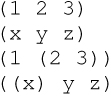 (1 2 3)
(x y z)
(1 (2 3))
((x) y z)